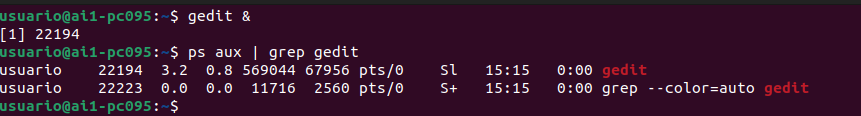 usuario@ai1-pc095:~$ gedit &
[1] 22194
usuario@ai1-pc095:~$ ps aux | grep gedit
usuario    22194  3.2  0.8 569044 67956 pts/0    Sl   15:15   0:00 gedit
usuario    22223  0.0  0.0  11716  2560 pts/0    S+   15:15   0:00 grep --color=auto gedit
usuario@ai1-pc095:~$